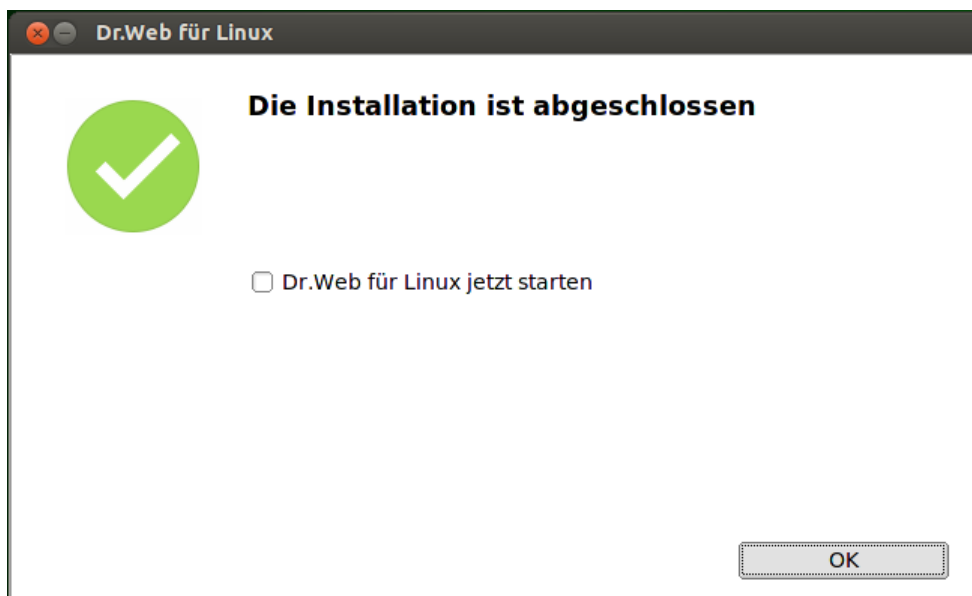 Dr.Web für Linux
Die Installation ist abgeschlossen
Dr.Web für Linux jetzt starten
OK